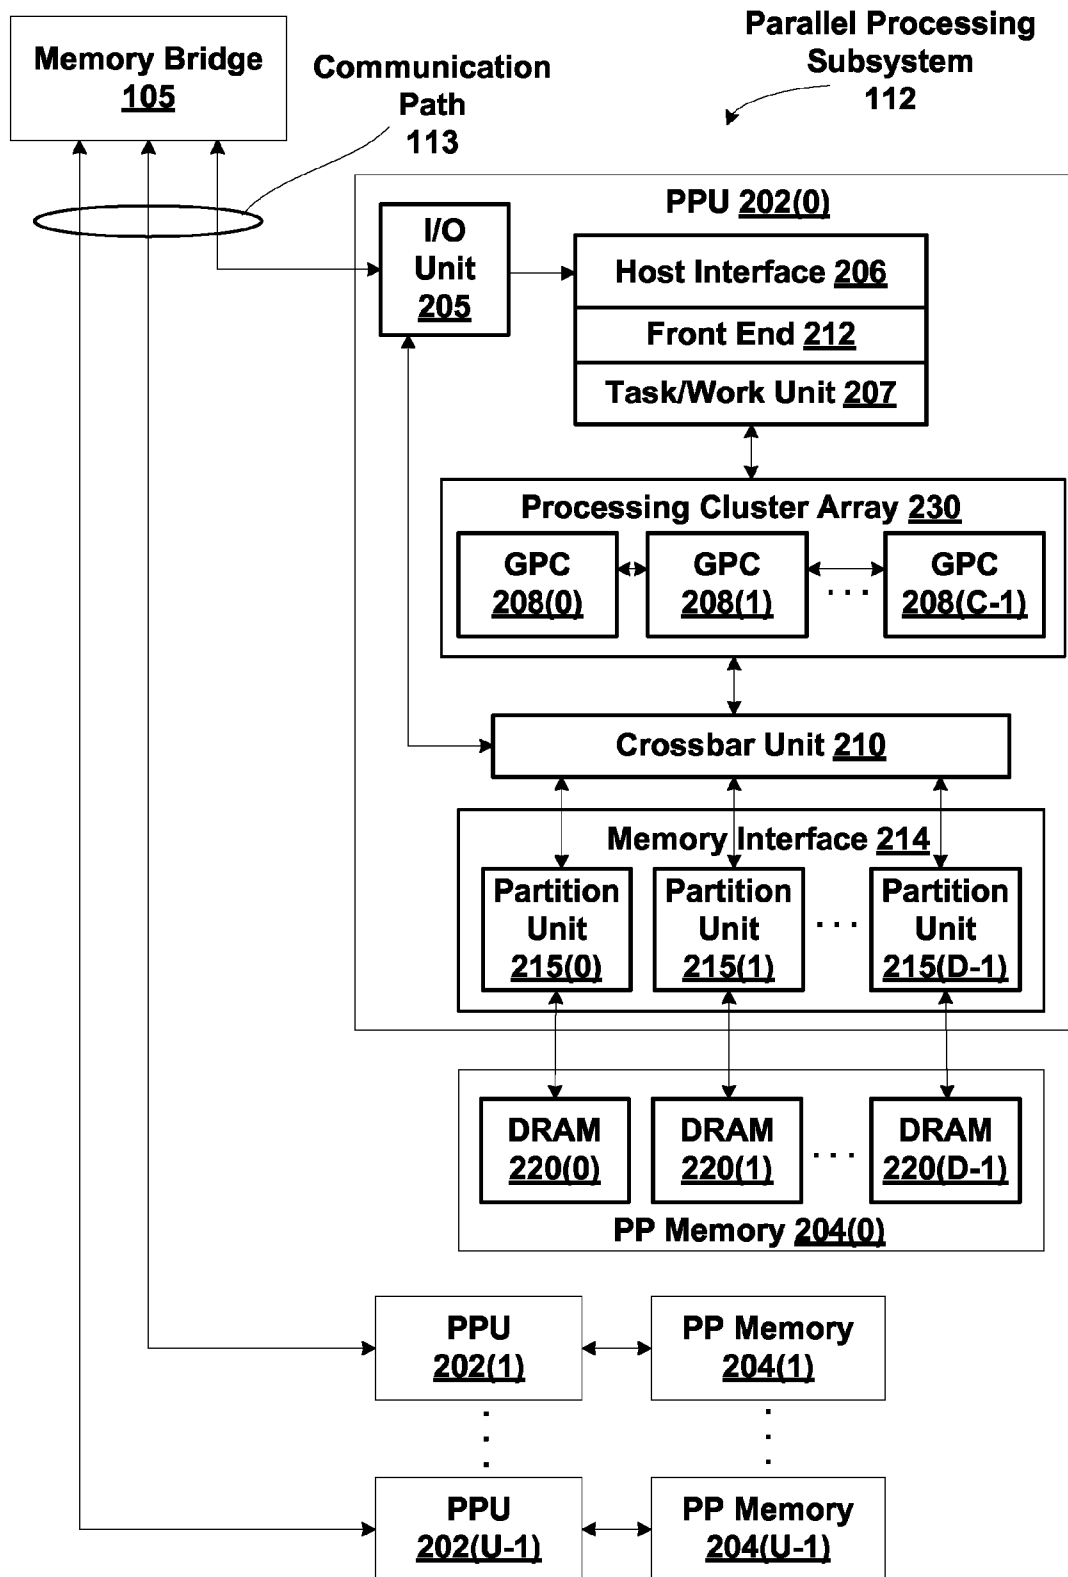 Memory Bridge
105
Communication
Path
113
Parallel Processing
Subsystem
112
PPU 202(0)
I/O
Unit
205
Host Interface 206
Front End 212
Task/Work Unit 207
Processing Cluster Array 230
GPC
208(0)
GPC
208(1)
. . .
GPC
208(C-1)
Crossbar Unit 210
Memory Interface 214
Partition
Unit
215(0)
Partition
Unit
215(1)
. . .
Partition
Unit
215(D-1)
DRAM
220(0)
DRAM
220(1)
. . .
DRAM
220(D-1)
PP Memory 204(0)
PPU
202(1)
PP Memory
204(1)
PPU
202(U-1)
PP Memory
204(U-1)